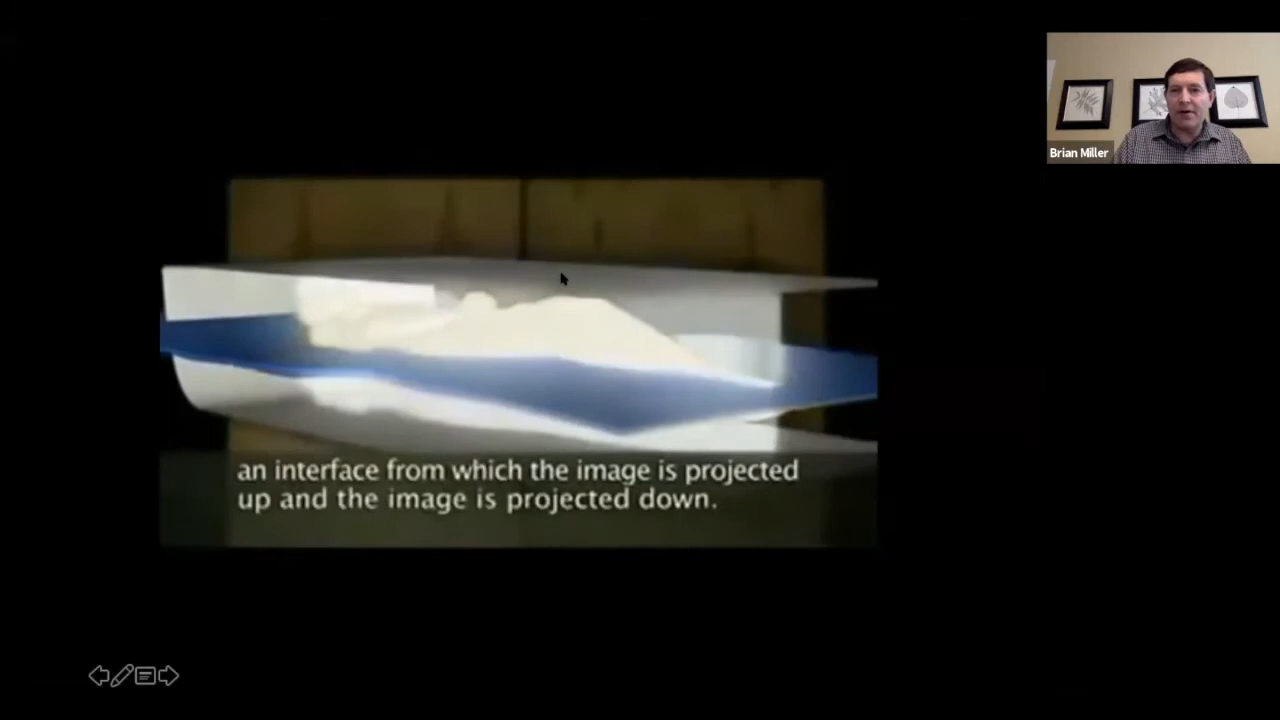 Brian Miller
an interface from which the image is projected
up and the image is projected down.